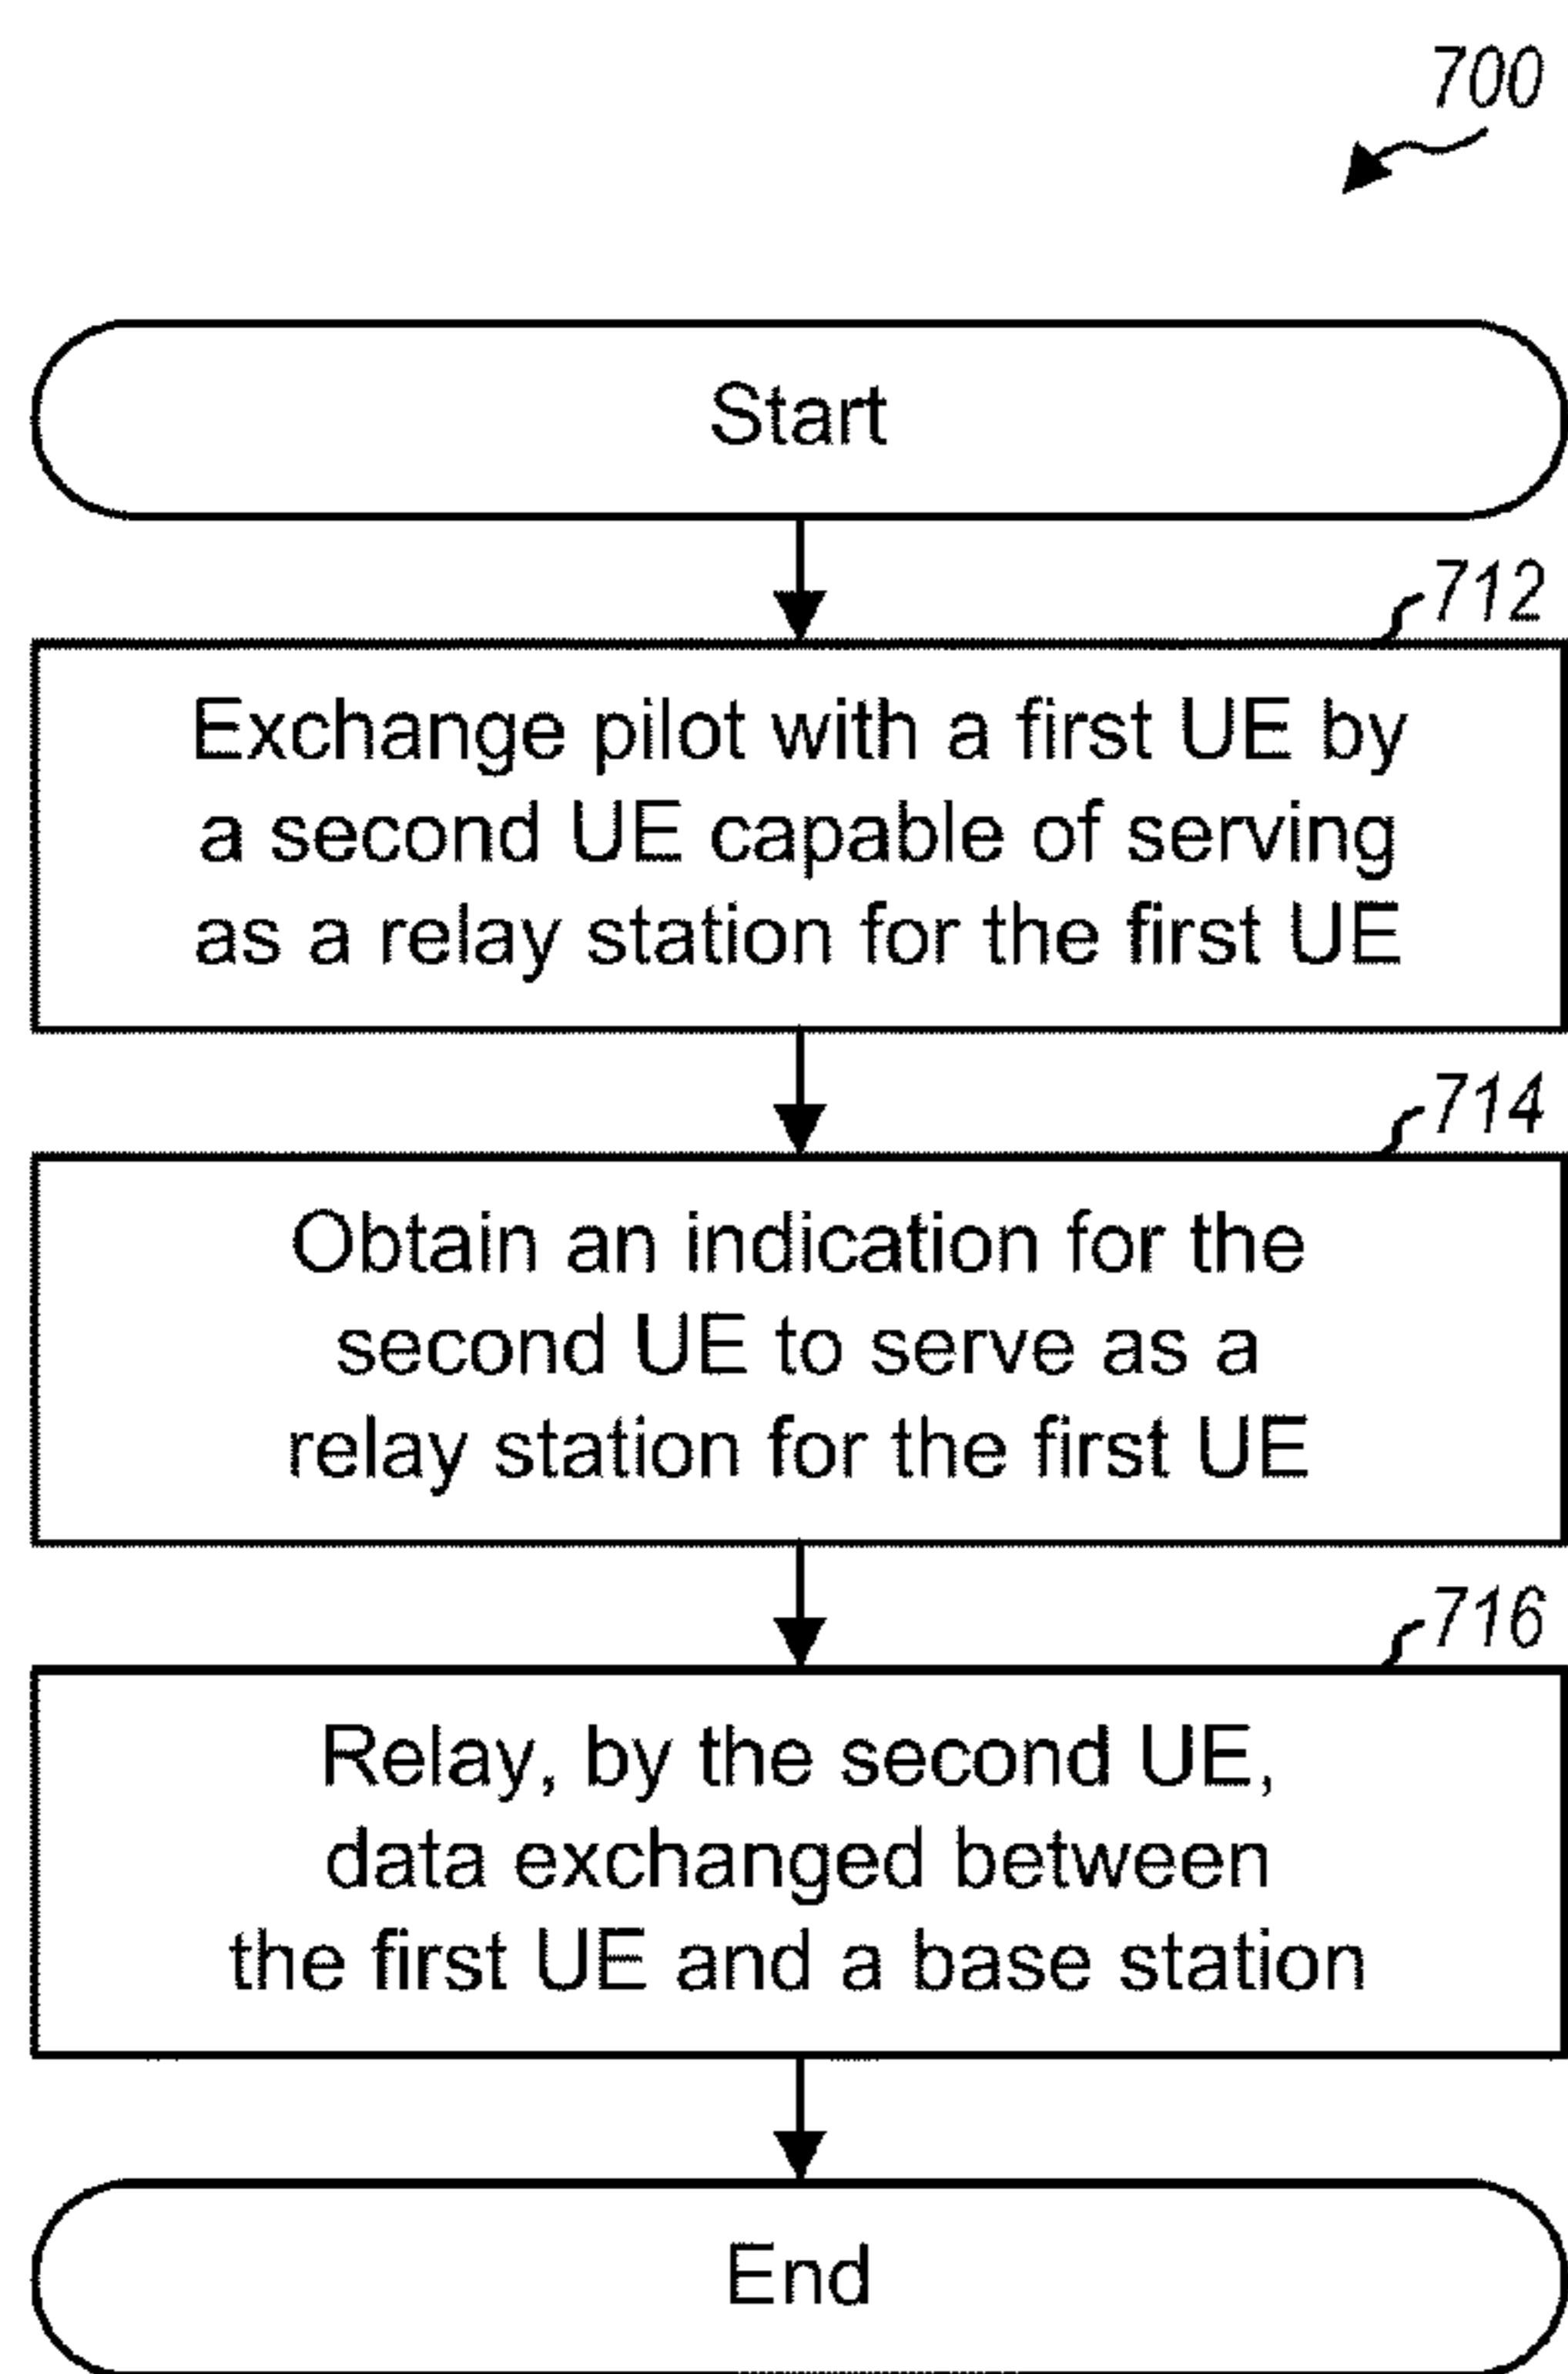 700
Start
712
Exchange pilot with a first UE by
a second UE capable of serving
as a relay station for the first UE
714
Obtain an indication for the
second UE to serve as a
relay station for the first UE
716
Relay, by the second UE,
data exchanged between
the first UE and a base station
End